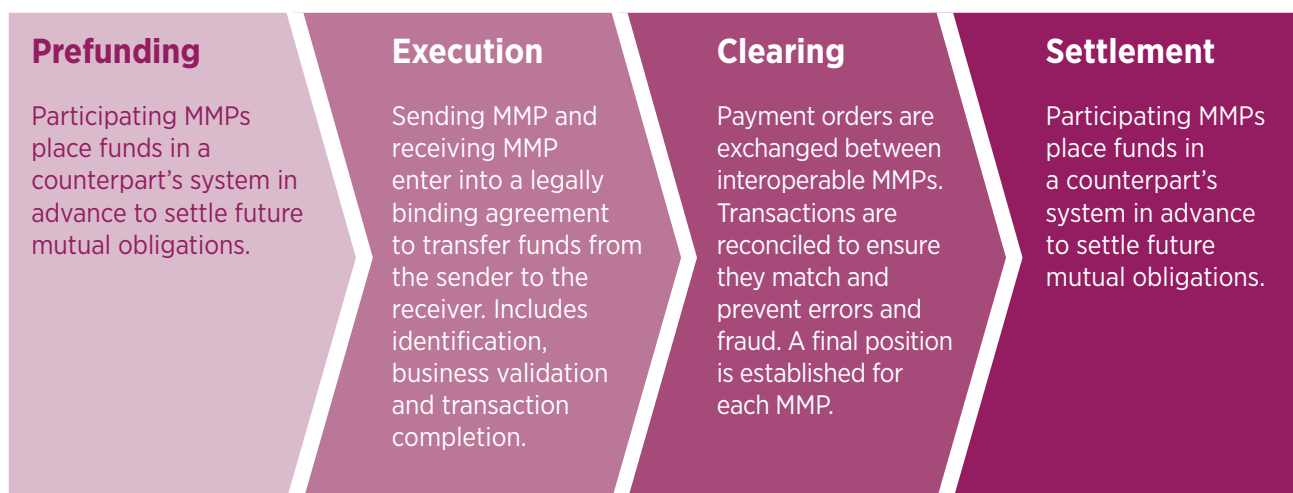 Prefunding
Participating MMPs
place funds in a
counterpart's system in
advance to settle future
mutual obligations.
Execution
Sending MMP and
receiving MMP
enter into a legally
binding agreement
to transfer funds from
the sender to the
receiver. Includes
identification,
business validation
and transaction
completion.
Clearing
Payment orders are
exchanged between
interoperable MMPs.
Transactions are
reconciled to ensure
they match and
prevent errors and
fraud. A final position
is established for
each MMP.
Settlement
Participating MMPs
place funds in
a counterpart's
system in advance
to settle future
mutual obligations.